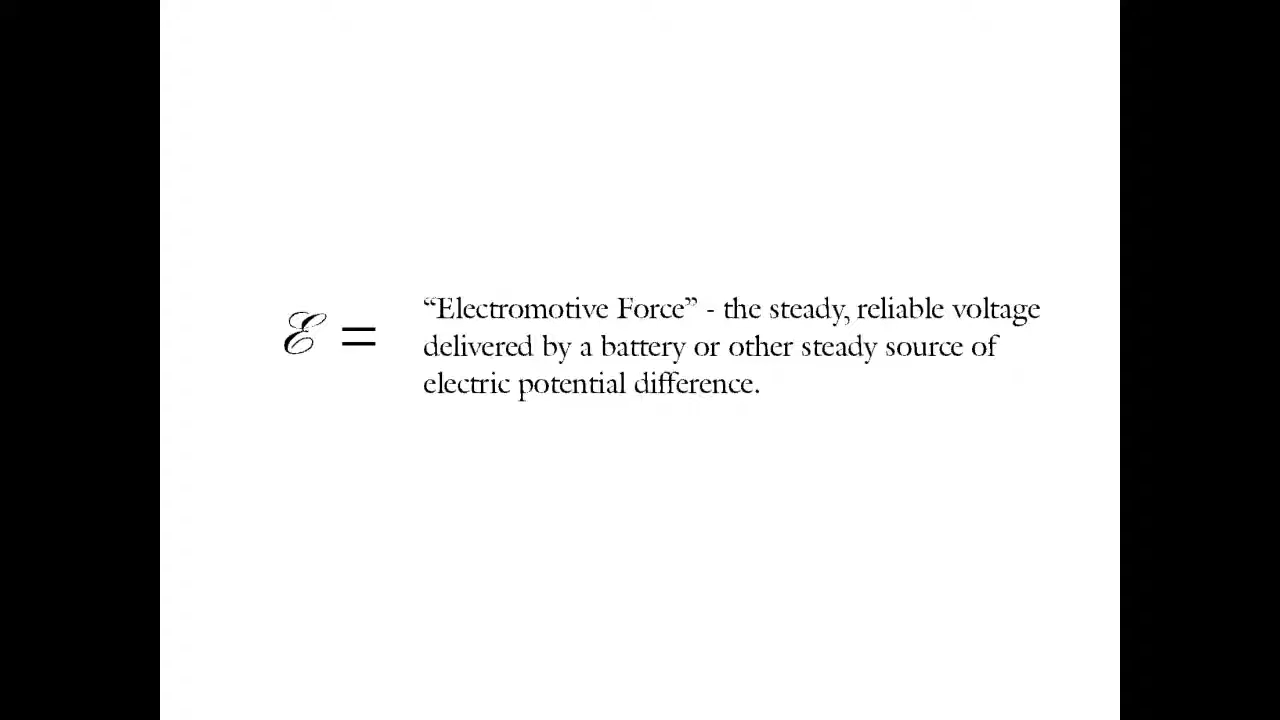 ℰ = “Electromotive Force” - the steady, reliable voltage
delivered by a battery or other steady source of
electric potential difference.